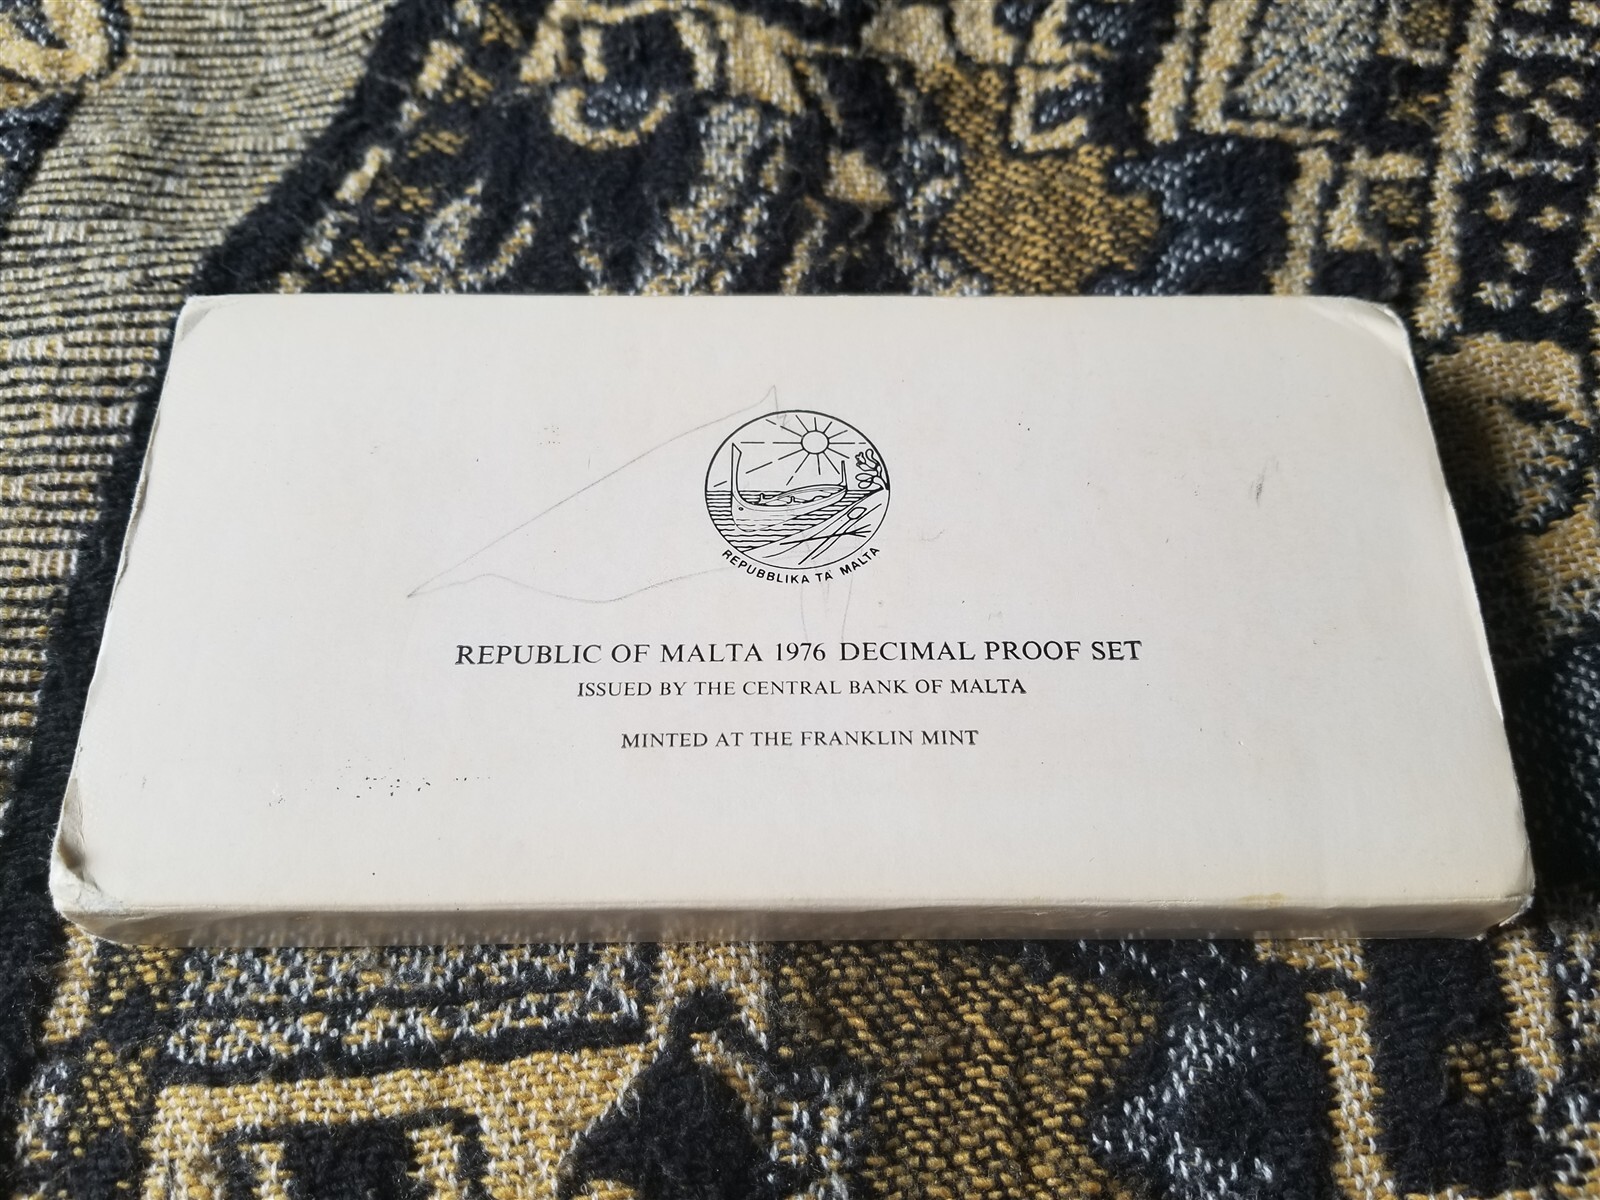 REPUBBLIKA TA MALTA
REPUBLIC OF MALTA 1976 DECIMAL PROOF SET
ISSUED BY THE CENTRAL BANK OF MALTA
MINTED AT THE FRANKLIN MINT